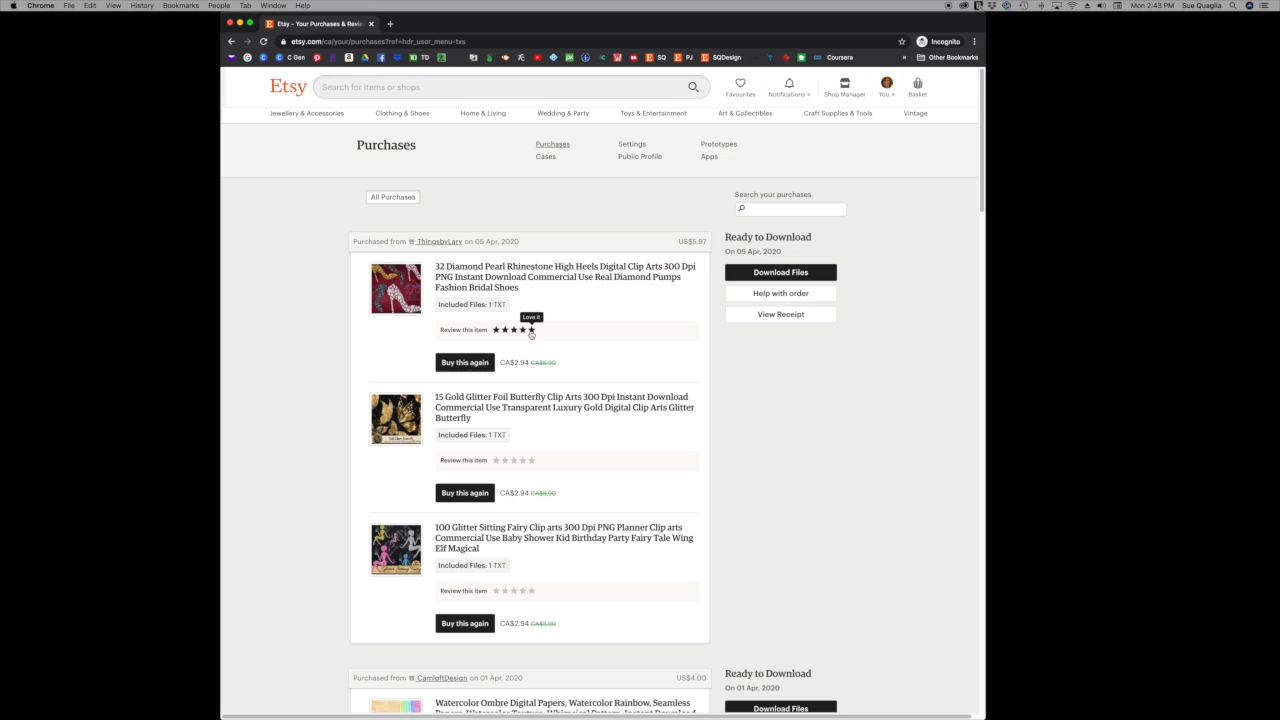 Chrome File Edit View History Bookmarks People Tab Window Help Mon 2:43 PM Sue Quaglia
Etsy - Your Purchases & Revie
etsy.com/ca/your/purchases?ref=hdr_user_menu-txs Incognito
C Gen TD SQ PJ SQDesign Coursera » Other Bookmarks
Etsy Search for items or shops Favourites Notifications Shop Manager You Basket
Jewellery & Accessories Clothing & Shoes Home & Living Wedding & Party Toys & Entertainment Art & Collectibles Craft Supplies & Tools Vintage
Purchases Purchases Settings Prototypes
Cases Public Profile Apps
All Purchases
Search your purchases
Purchased from ThingsbyLary on 05 Apr, 2020 US$5.97
32 Diamond Pearl Rhinestone High Heels Digital Clip Arts 300 Dpi
PNG Instant Download Commercial Use Real Diamond Pumps
Fashion Bridal Shoes
Included Files: 1 TXT
Love it
Review this item
Buy this again CA$2.94 CA$5.90
Ready to Download
On 05 Apr, 2020
Download Files
Help with order
View Receipt
15 Gold Glitter Foil Butterfly Clip Arts 300 Dpi Instant Download
Commercial Use Transparent Luxury Gold Digital Clip Arts Glitter
Butterfly
Included Files: 1 TXT
Review this item
Buy this again CA$2.94 CA$5.90
100 Glitter Sitting Fairy Clip arts 300 Dpi PNG Planner Clip arts
Commercial Use Baby Shower Kid Birthday Party Fairy Tale Wing
Elf Magical
Included Files: 1 TXT
Review this item
Buy this again CA$2.94 CA$5.90
Purchased from CamloftDesign on 01 Apr, 2020 US$4.00
Watercolor Ombre Digital Papers, Watercolor Rainbow, Seamless
Ready to Download
On 01 Apr, 2020
Download Files